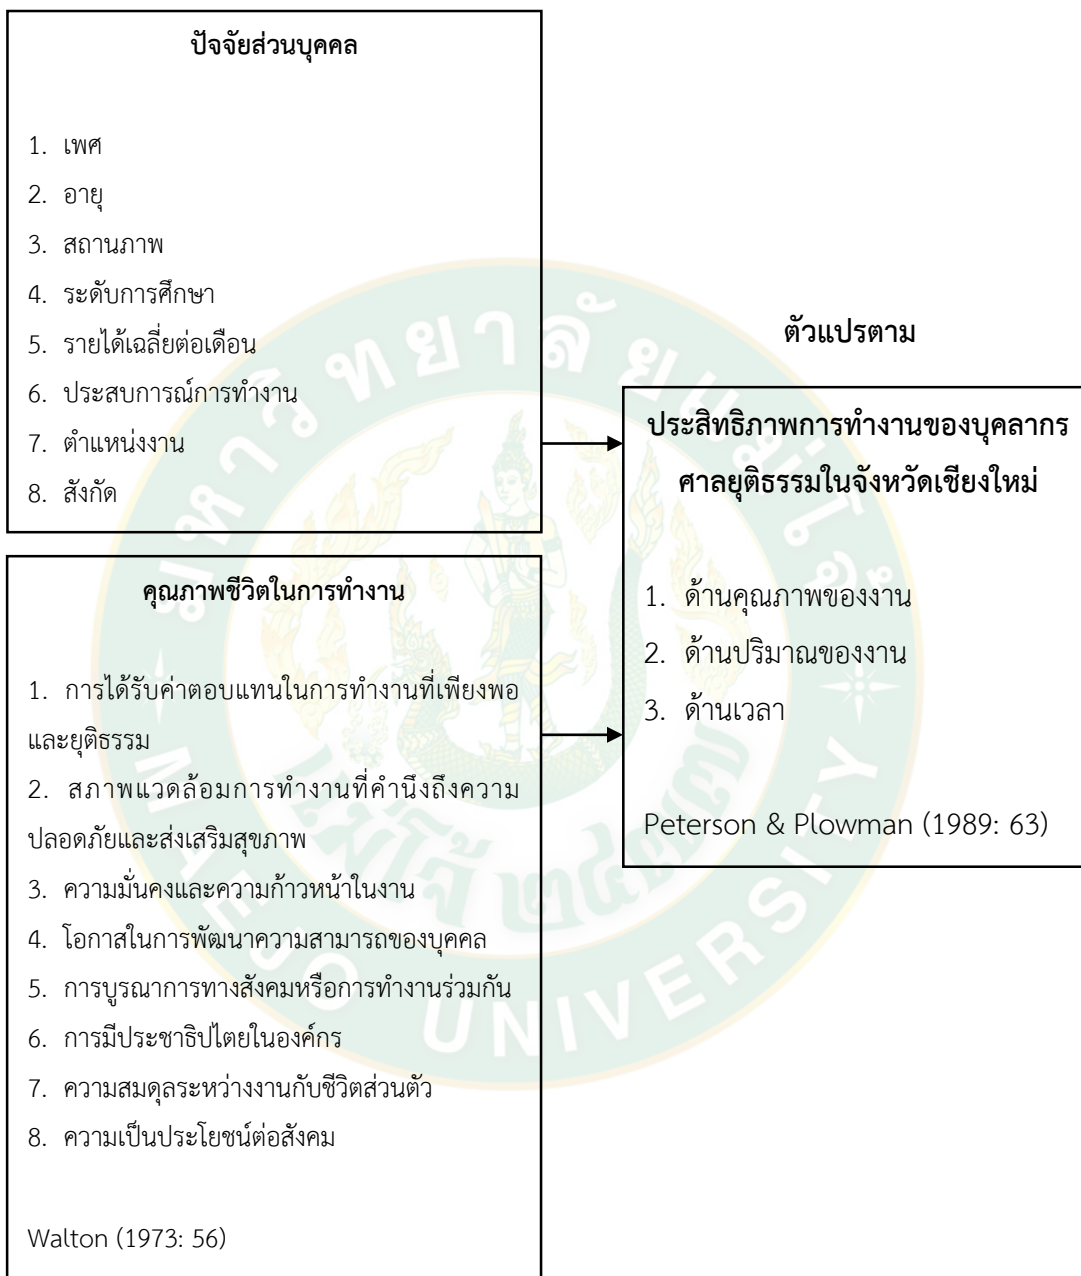 ปัจจัยส่วนบุคคล
1. เพศ
2. อายุ
3. สถานภาพ
4. ระดับการศึกษา
5. รายได้เฉลี่ยต่อเดือน
6. ประสบการณ์การทำงาน
7. ตำแหน่งงาน
8. สังกัด
คุณภาพชีวิตในการทำงาน
1. การได้รับค่าตอบแทนในการทำงานที่เพียงพอ
และยุติธรรม
2. สภาพแวดล้อมการทำงานที่คำนึงถึงความ
ปลอดภัยและส่งเสริมสุขภาพ
3. ความมั่นคงและความก้าวหน้าในงาน
4. โอกาสในการพัฒนาความสามารถของบุคคล
5. การบูรณาการทางสังคมหรือการทำงานร่วมกัน
6. การมีประชาธิปไตยในองค์กร
7. ความสมดุลระหว่างงานกับชีวิตส่วนตัว
8. ความเป็นประโยชน์ต่อสังคม
Walton (1973: 56)
ตัวแปรตาม
ประสิทธิภาพการทำงานของบุคลากร
ศาลยุติธรรมในจังหวัดเชียงใหม่
1. ด้านคุณภาพของงาน
2. ด้านปริมาณของงาน
3. ด้านเวลา
Peterson & Plowman (1989: 63)
มหาวิทยาลัยแม่โจ้
แม่โจ้ ๒๔๗๗
MAEJO UNIVERSITY